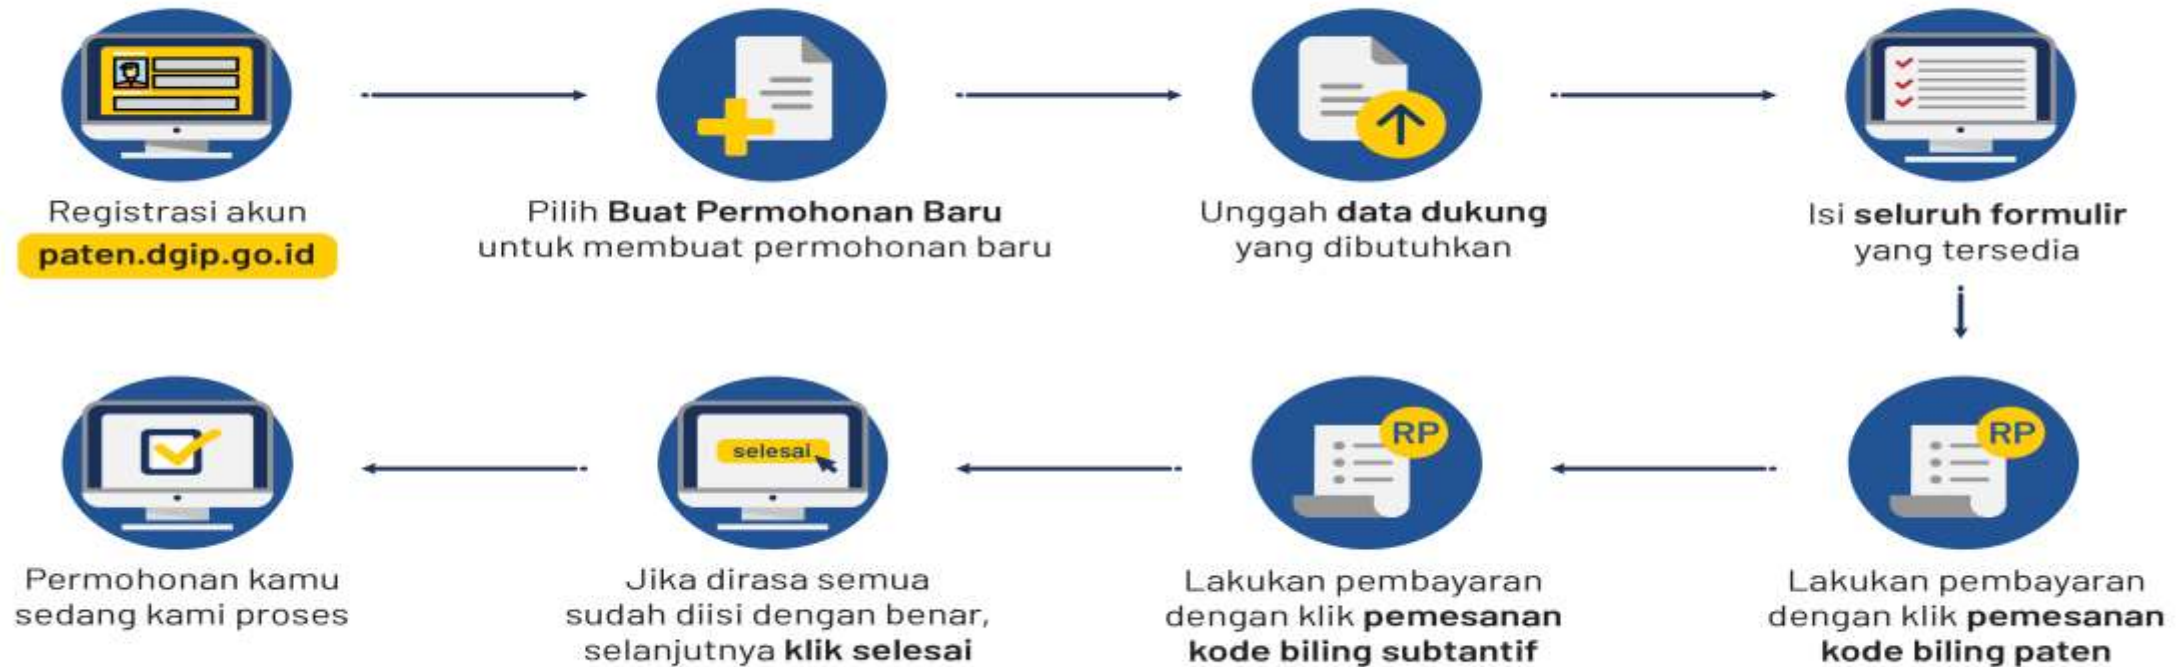 Registrasi akun
paten.dgip.go.id
Pilih Buat Permohonan Baru
untuk membuat permohonan baru
Unggah data dukung
yang dibutuhkan
Isi seluruh formulir
yang tersedia
RP
Lakukan pembayaran
dengan klik pemesanan
kode biling paten
RP
Lakukan pembayaran
dengan klik pemesanan
kode biling subtantif
selesai
Jika dirasa semua
sudah diisi dengan benar,
selanjutnya klik selesai
Permohonan kamu
sedang kami proses